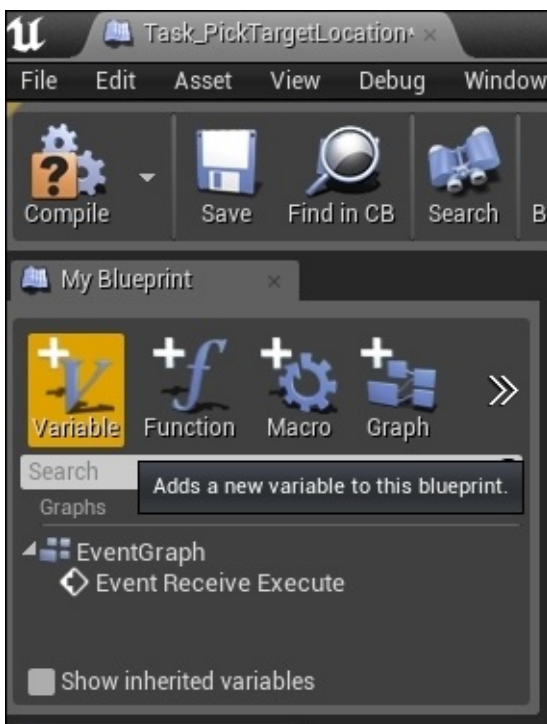 Task_PickTargetLocation*
File Edit Asset View Debug Window
Compile Save Find in CB Search B
My Blueprint
Variable Function Macro Graph
Search
Adds a new variable to this blueprint.
Graphs
EventGraph
Event Receive Execute
Show inherited variables